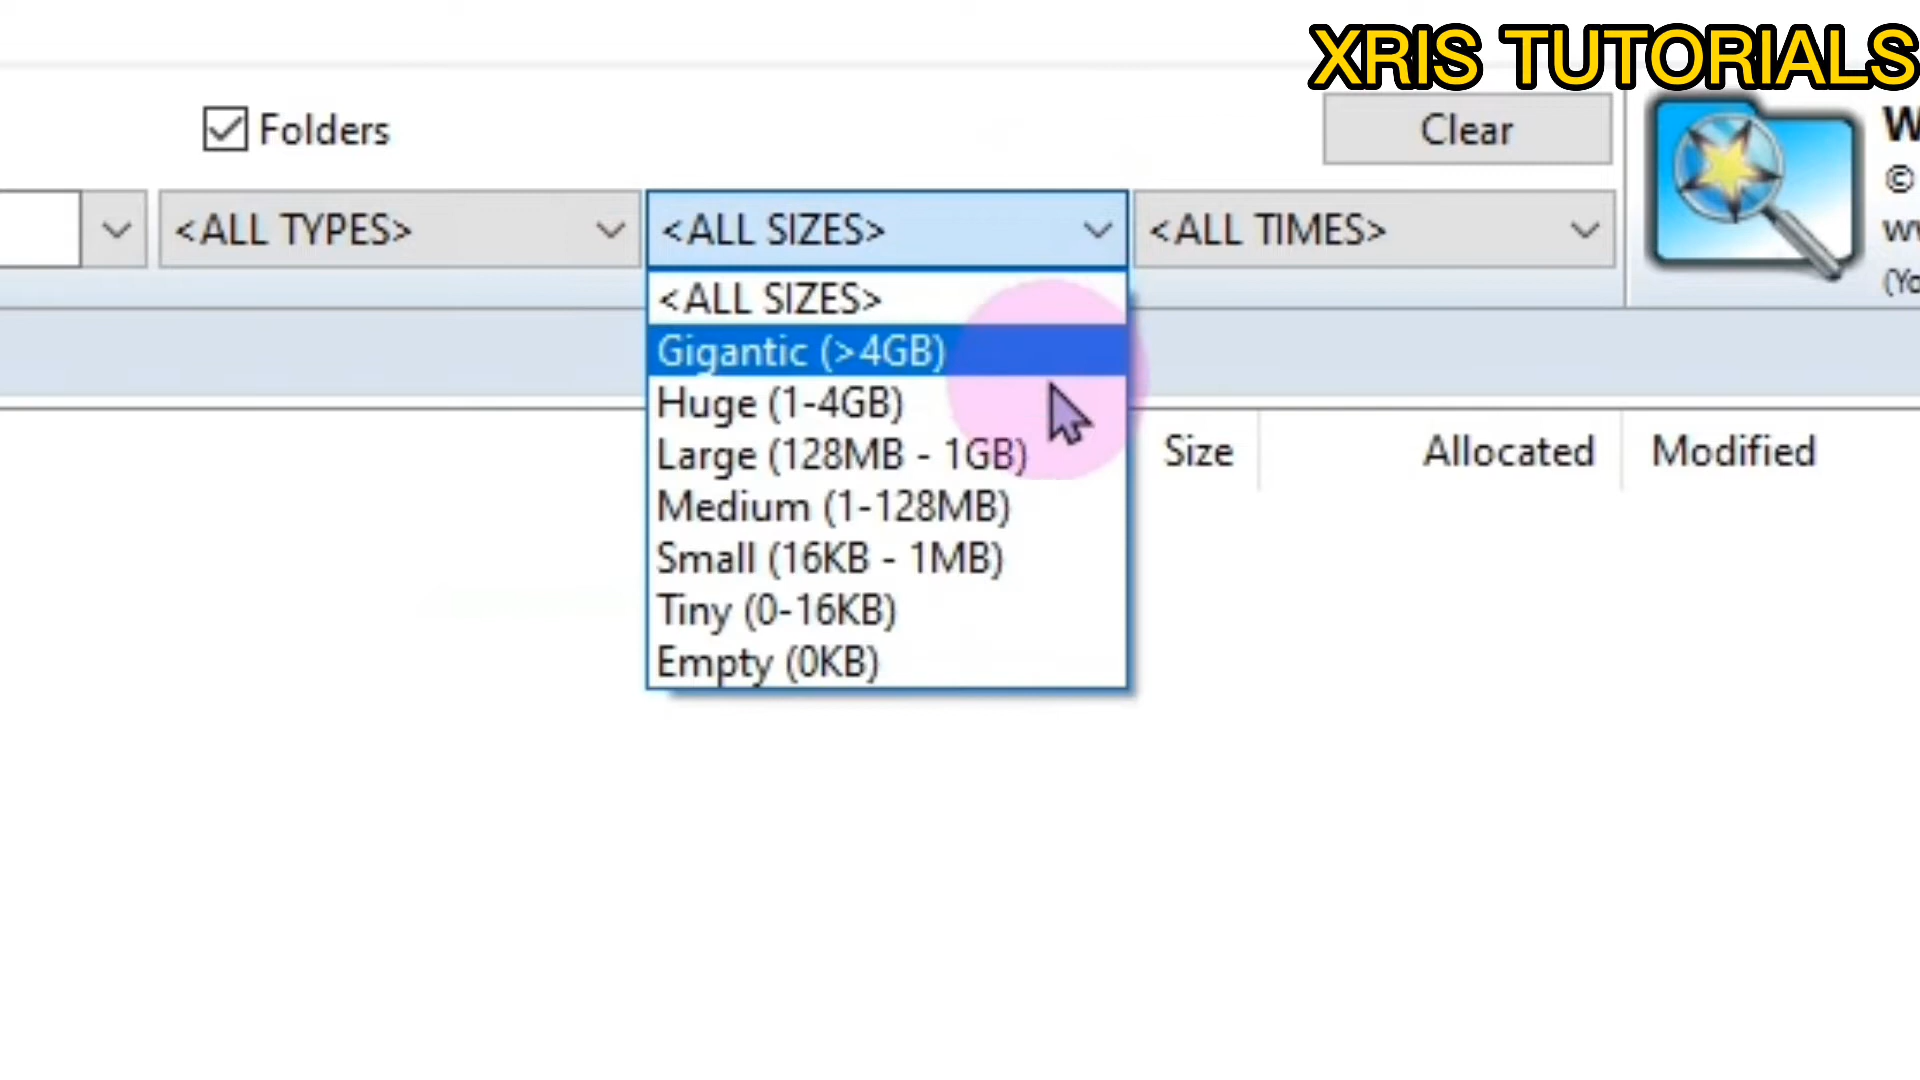 XRIS TUTORIALS
Folders
Clear
<ALL TYPES>
<ALL SIZES>
<ALL TIMES>
<ALL SIZES>
Gigantic (>4GB)
Huge (1-4GB)
Large (128MB - 1GB)
Medium (1-128MB)
Small (16KB - 1MB)
Tiny (0-16KB)
Empty (0KB)
Size
Allocated
Modified
©